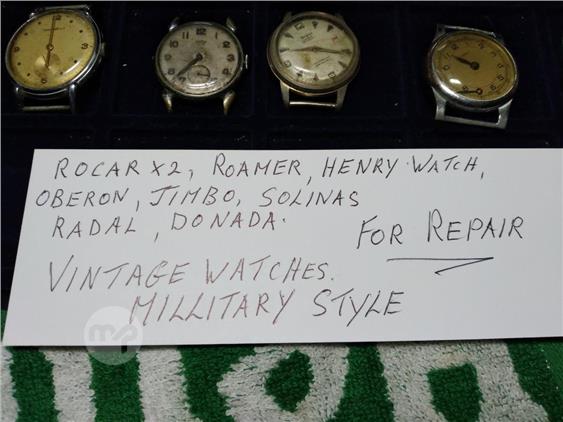 ROCAR X2, ROAMER, HENRY WATCH,
OBERON, JIMBO, SOLINAS
RADAL, DONADA.
FOR REPAIR
VINTAGE WATCHES.
MILLITARY STYLE